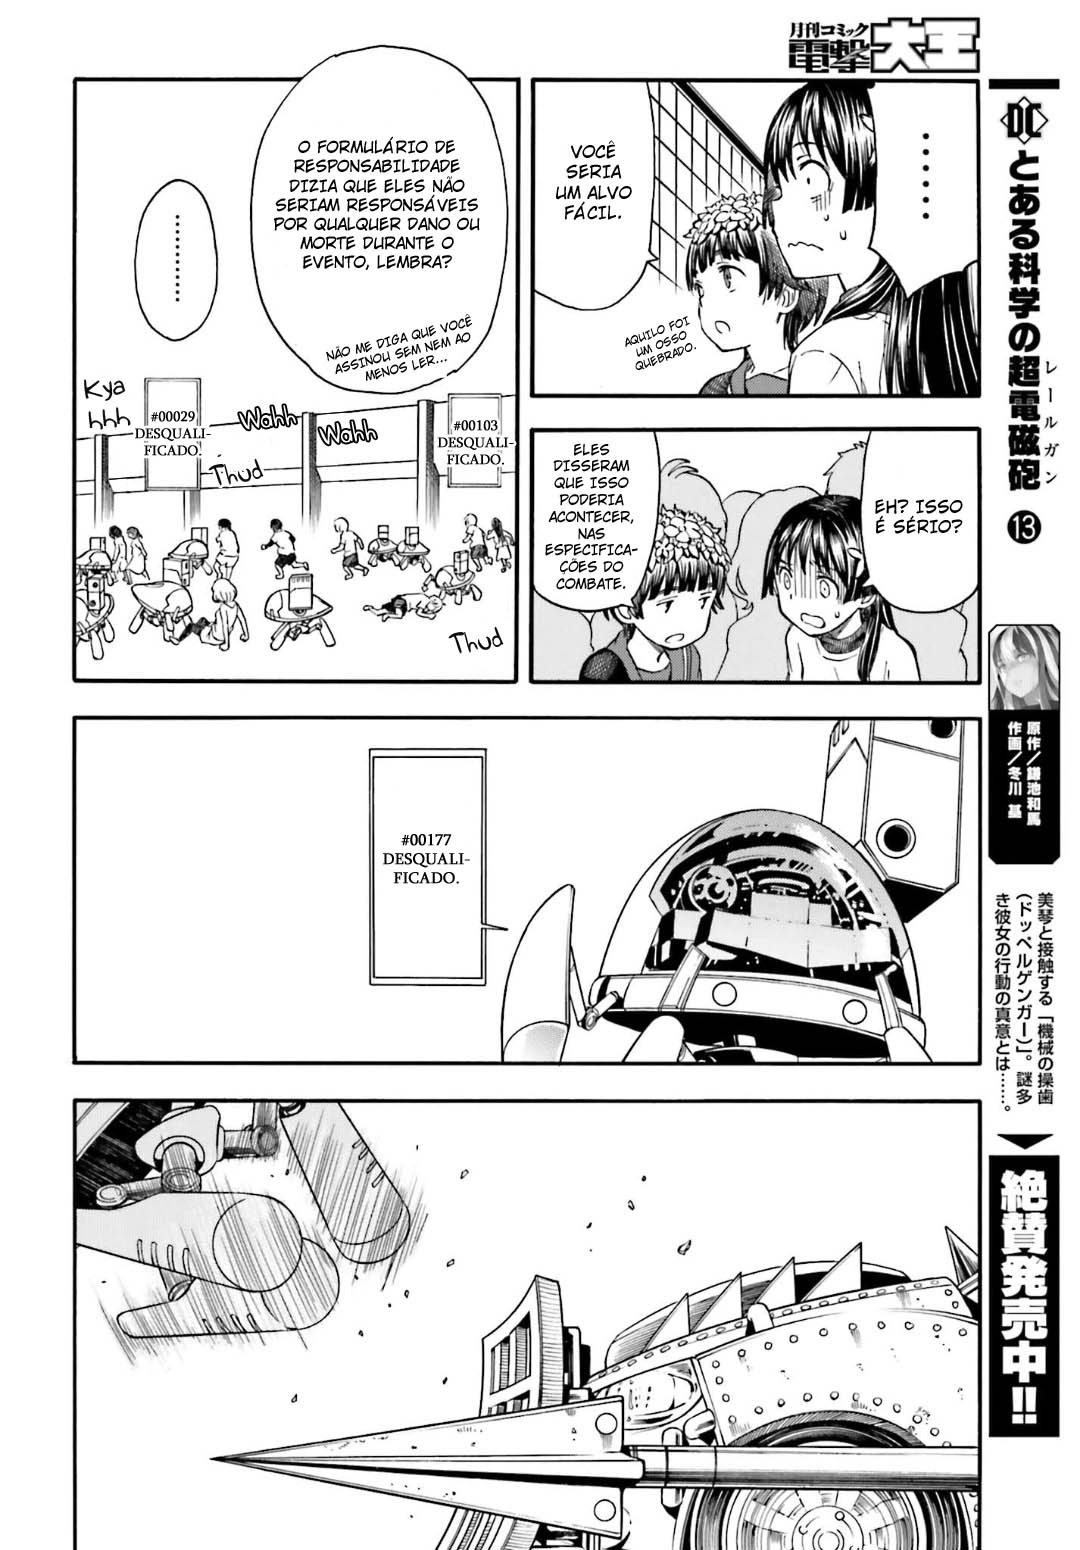 月刊コミック
電撃大王
‥‥‥
VOCÊ
SERIA
UM ALVO
FÁCIL.
AQUILO FOI
UM OSSO
QUEBRADO.
EH? ISSO
É SÉRIO?
ELES
DISSERAM
QUE ISSO
PODERIA
ACONTECER,
NAS
ESPECIFICA-
ÇÕES DO
COMBATE.
O FORMULÁRIO DE
RESPONSABILIDADE
DIZIA QUE ELES NÃO
SERIAM RESPONSÁVEIS
POR QUALQUER DANO OU
MORTE DURANTE O
EVENTO, LEMBRA?
NÃO ME DIGA QUE VOCÊ
ASSINOU SEM NEM AO
MENOS LER...
‥‥‥‥
Kya
hhh
#00029
DESQUALI-
FICADO.
Wahh
Wahh
Thud
#00103
DESQUALI-
FICADO.
Thud
#00177
DESQUALI-
FICADO.
DC
とある科学の超電磁砲
レールガン
13
原作／鎌池和馬
作画／冬川 基
美琴と接触する「機械の操歯
(ドッペルゲンガー)」。謎多
き彼女の行動の真意とは……。
絶賛発売中!!